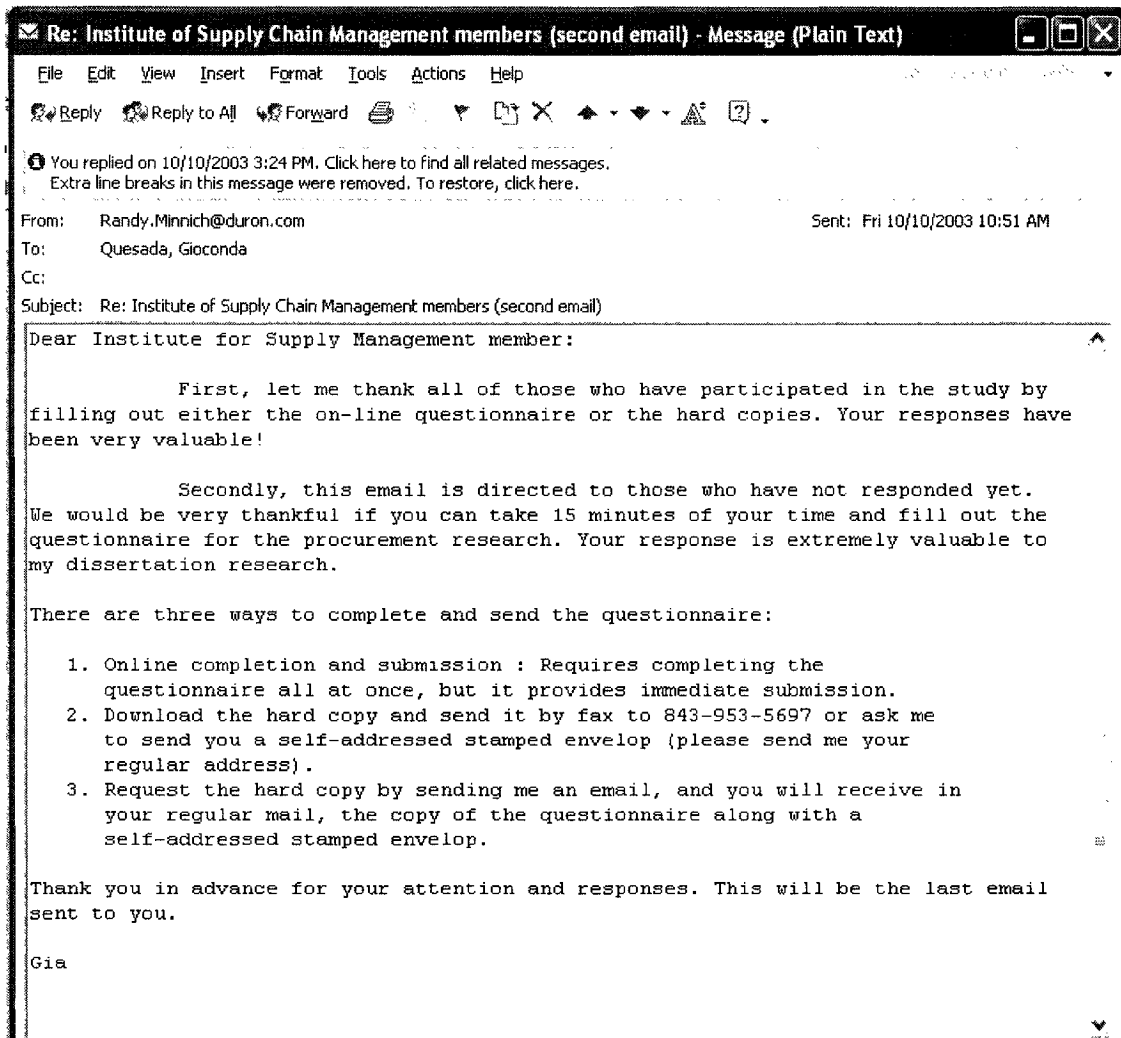 Re: Institute of Supply Chain Management members (second email) - Message (Plain Text)
File Edit View Insert Format Tools Actions Help
Reply Reply to All Forward
You replied on 10/10/2003 3:24 PM. Click here to find all related messages.
Extra line breaks in this message were removed. To restore, click here.
From: Randy.Minnich@duron.com Sent: Fri 10/10/2003 10:51 AM
To: Quesada, Gioconda
Cc:
Subject: Re: Institute of Supply Chain Management members (second email)
Dear Institute for Supply Management member:
First, let me thank all of those who have participated in the study by
filling out either the on-line questionnaire or the hard copies. Your responses have
been very valuable!
Secondly, this email is directed to those who have not responded yet.
We would be very thankful if you can take 15 minutes of your time and fill out the
questionnaire for the procurement research. Your response is extremely valuable to
my dissertation research.
There are three ways to complete and send the questionnaire:
1. Online completion and submission : Requires completing the
questionnaire all at once, but it provides immediate submission.
2. Download the hard copy and send it by fax to 843-953-5697 or ask me
to send you a self-addressed stamped envelop (please send me your
regular address).
3. Request the hard copy by sending me an email, and you will receive in
your regular mail, the copy of the questionnaire along with a
self-addressed stamped envelop.
Thank you in advance for your attention and responses. This will be the last email
sent to you.
Gia